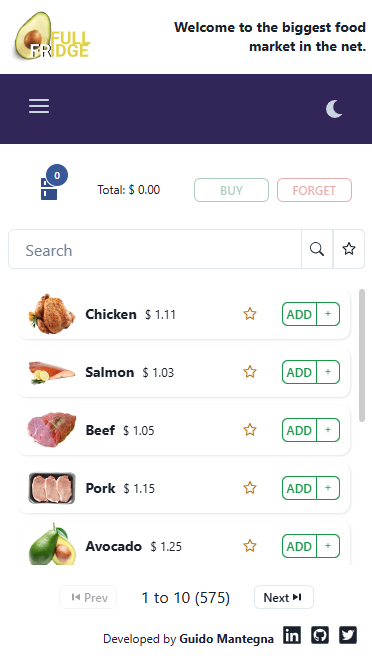 FULL
FRIDGE
Welcome to the biggest food
market in the net.
0
Total: $ 0.00
BUY
FORGET
Search
Chicken $ 1.11 ADD +
Salmon $ 1.03 ADD +
Beef $ 1.05 ADD +
Pork $ 1.15 ADD +
Avocado $ 1.25 ADD +
Prev 1 to 10 (575) Next
Developed by Guido Mantegna